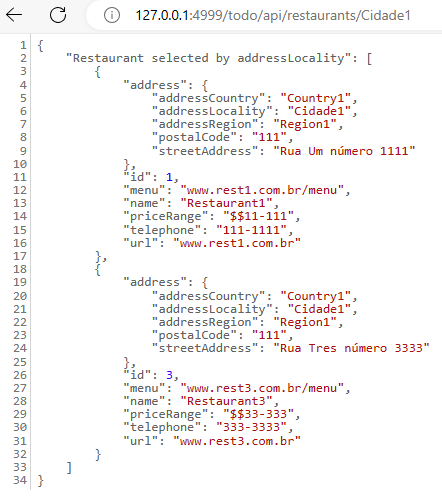 127.0.0.1:4999/todo/api/restaurants/Cidade1
1 {
2     "Restaurant selected by addressLocality": [
3         {
4             "address": {
5                 "addressCountry": "Country1",
6                 "addressLocality": "Cidade1",
7                 "addressRegion": "Region1",
8                 "postalCode": "111",
9                 "streetAddress": "Rua Um número 1111"
10             },
11             "id": 1,
12             "menu": "www.rest1.com.br/menu",
13             "name": "Restaurant1",
14             "priceRange": "$$11-111",
15             "telephone": "111-1111",
16             "url": "www.rest1.com.br"
17         },
18         {
19             "address": {
20                 "addressCountry": "Country1",
21                 "addressLocality": "Cidade1",
22                 "addressRegion": "Region1",
23                 "postalCode": "111",
24                 "streetAddress": "Rua Tres número 3333"
25             },
26             "id": 3,
27             "menu": "www.rest3.com.br/menu",
28             "name": "Restaurant3",
29             "priceRange": "$$33-333",
30             "telephone": "333-3333",
31             "url": "www.rest3.com.br"
32         }
33     ]
34 }